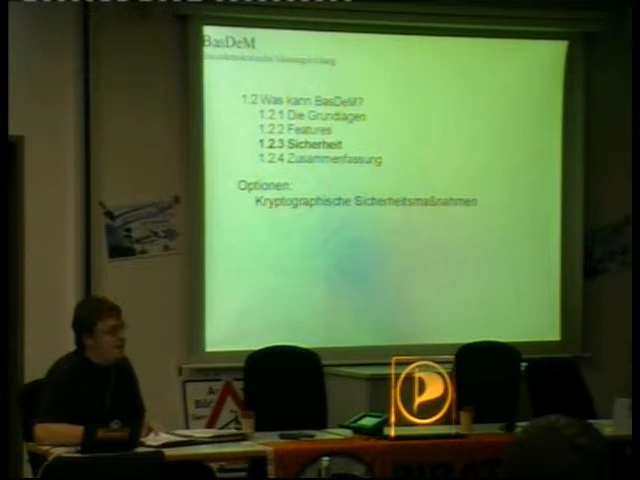 BasDeM
1.2 Was kann BasDeM?
1.2.1 Die Grundlagen
1.2.2 Features
1.2.3 Sicherheit
1.2.4 Zusammenfassung
Optionen:
Kryptographische Sicherheitsmaßnahmen
P